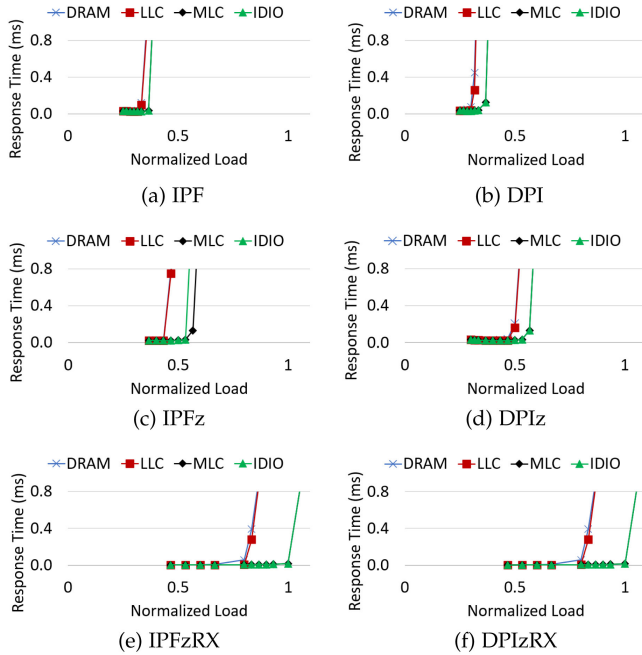 DRAM LLC MLC IDIO
Response Time (ms)
0.8
0.4
0.0
0 0.5 1
Normalized Load
(a) IPF
DRAM LLC MLC IDIO
Response Time (ms)
0.8
0.4
0.0
0 0.5 1
Normalized Load
(b) DPI
DRAM LLC MLC IDIO
Response Time (ms)
0.8
0.4
0.0
0 0.5 1
Normalized Load
(c) IPFz
DRAM LLC MLC IDIO
Response Time (ms)
0.8
0.4
0.0
0 0.5 1
Normalized Load
(d) DPIz
DRAM LLC MLC IDIO
Response Time (ms)
0.8
0.4
0.0
0 0.5 1
Normalized Load
(e) IPFzRX
DRAM LLC MLC IDIO
Response Time (ms)
0.8
0.4
0.0
0 0.5 1
Normalized Load
(f) DPIzRX